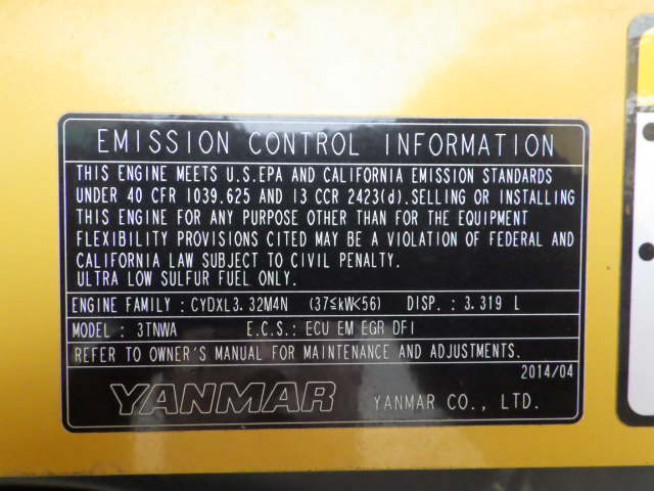 EMISSION CONTROL INFORMATION
THIS ENGINE MEETS U.S.EPA AND CALIFORNIA EMISSION STANDARDS
UNDER 40 CFR 1039.625 AND 13 CCR 2423(d).SELLING OR INSTALLING
THIS ENGINE FOR ANY PURPOSE OTHER THAN FOR THE EQUIPMENT
FLEXIBILITY PROVISIONS CITED MAY BE A VIOLATION OF FEDERAL AND
CALIFORNIA LAW SUBJECT TO CIVIL PENALTY.
ULTRA LOW SULFUR FUEL ONLY.
ENGINE FAMILY : CYDXL3.32M4N (37≤kW<56) DISP. : 3.319 L
MODEL : 3TNWA E.C.S. : ECU EM EGR DFI
REFER TO OWNER'S MANUAL FOR MAINTENANCE AND ADJUSTMENTS.
2014/04
YANMAR YANMAR CO., LTD.